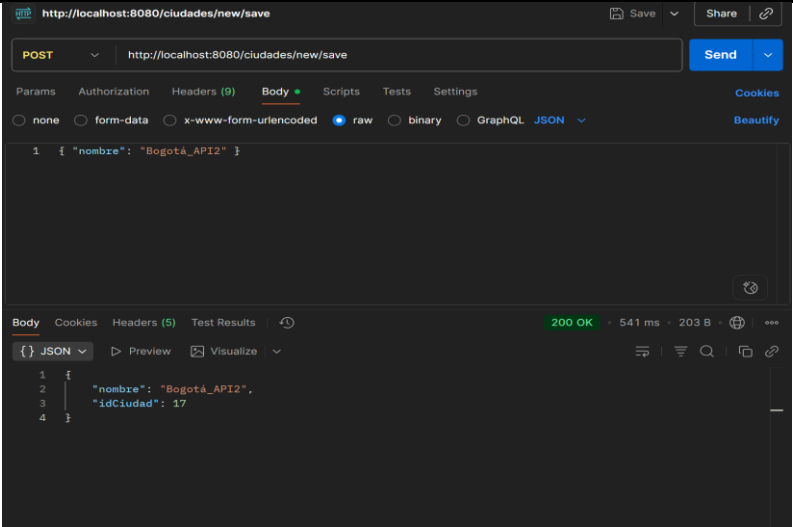 HTTP http://localhost:8080/ciudades/new/save Save Share
POST http://localhost:8080/ciudades/new/save Send
Params Authorization Headers (9) Body Scripts Tests Settings Cookies
none form-data x-www-form-urlencoded raw binary GraphQL JSON Beautify
1 { "nombre": "Bogotá_API2" }
Body Cookies Headers (5) Test Results 200 OK 541 ms 203 B
{} JSON Preview Visualize
1 {
2 "nombre": "Bogotá_API2",
3 "idCiudad": 17
4 }